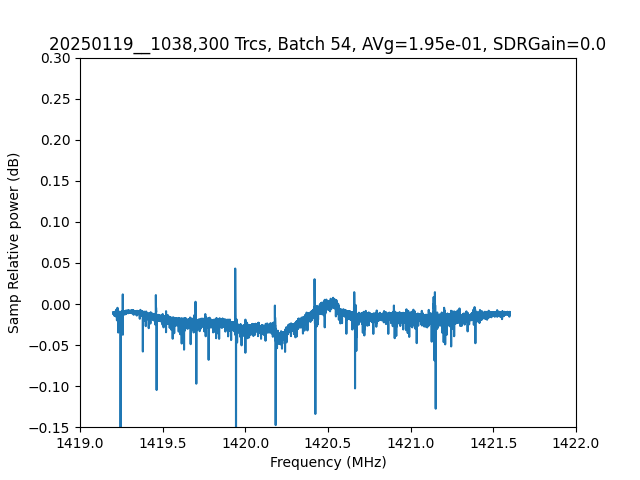 20250119__1038,300 Trcs, Batch 54, AVg=1.95e-01, SDRGain=0.0
0.30
0.25
0.20
0.15
0.10
0.05
0.00
−0.05
−0.10
−0.15
Samp Relative power (dB)
1419.0 1419.5 1420.0 1420.5 1421.0 1421.5 1422.0
Frequency (MHz)